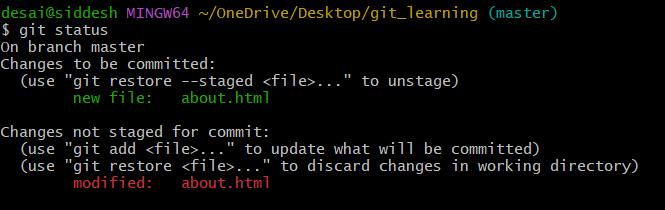 desai@siddesh MINGW64 ~/OneDrive/Desktop/git_learning (master)
$ git status
On branch master
Changes to be committed:
  (use "git restore --staged <file>..." to unstage)
        new file:   about.html

Changes not staged for commit:
  (use "git add <file>..." to update what will be committed)
  (use "git restore <file>..." to discard changes in working directory)
        modified:   about.html